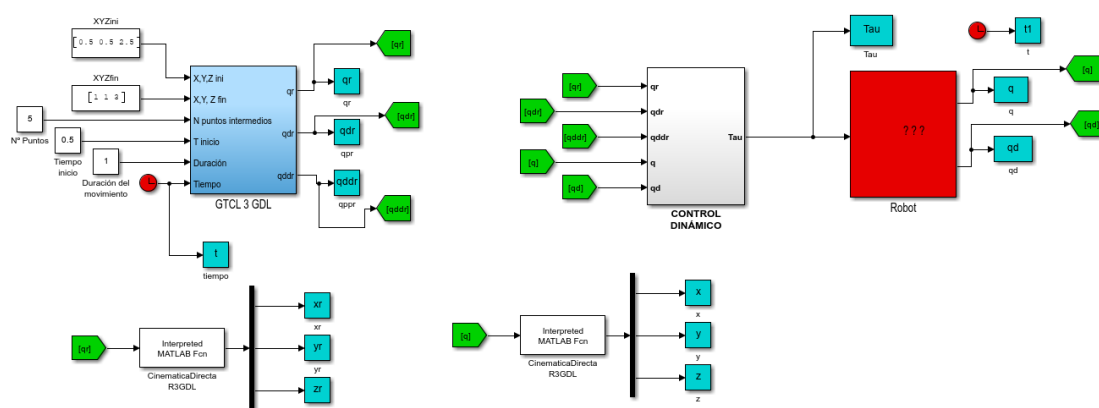 XYZini
[0.5 0.5 2.5]
XYZfin
[1 1 3]
5
Nº Puntos
0.5
Tiempo
inicio
1
Duración del
movimiento
X,Y,Z ini
X,Y, Z fin
N puntos intermedios
T inicio
Duración
Tiempo
qr
qdr
qddr
GTCL 3 GDL
[qr]
qr
qr
[qdr]
qdr
qpr
qddr
qppr
[qddr]
t
tiempo
[qr]
[qdr]
[qddr]
[q]
[qd]
qr
qdr
qddr
q
qd
Tau
CONTROL
DINÁMICO
Tau
Tau
t1
t
? ? ?
Robot
[q]
q
q
[qd]
qd
qd
[qr]
Interpreted
MATLAB Fcn
CinematicaDirecta
R3GDL
xr
xr
yr
yr
zr
zr
[q]
Interpreted
MATLAB Fcn
CinematicaDirecta
R3GDL
x
x
y
y
z
z